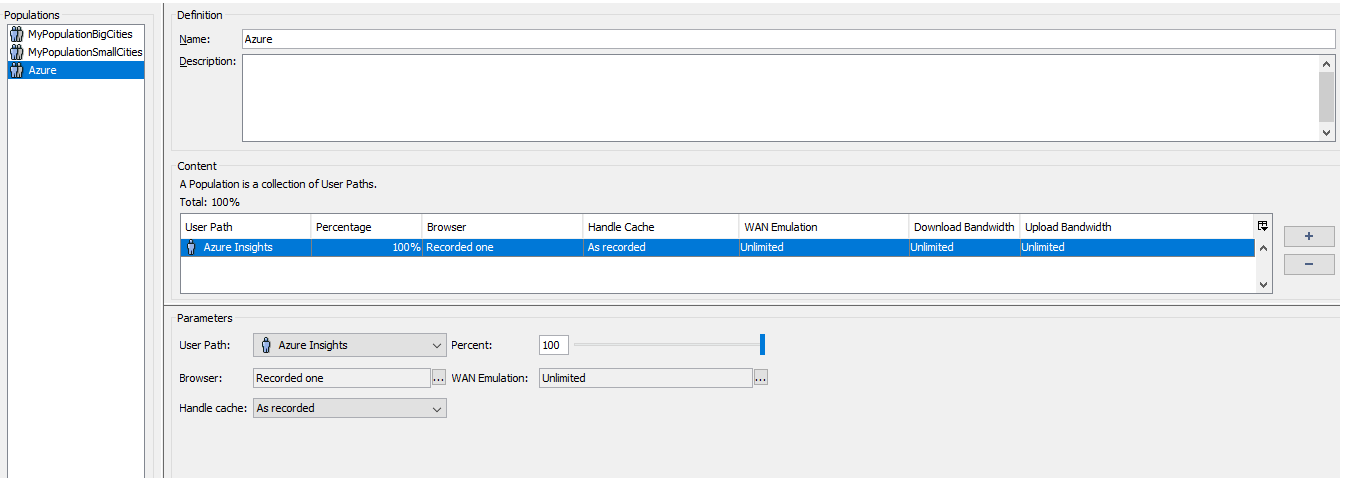 Populations
MyPopulationBigCities
MyPopulationSmallCities
Azure
Definition
Name: Azure
Description:
Content
A Population is a collection of User Paths.
Total: 100%
User Path Percentage Browser Handle Cache WAN Emulation Download Bandwidth Upload Bandwidth
Azure Insights 100% Recorded one As recorded Unlimited Unlimited Unlimited
+
−
Parameters
User Path: Azure Insights Percent: 100
Browser: Recorded one ... WAN Emulation: Unlimited ...
Handle cache: As recorded